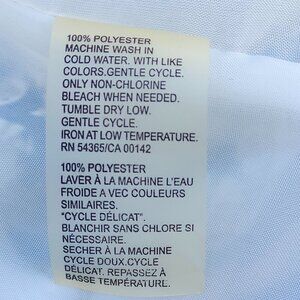 100% POLYESTER
MACHINE WASH IN
COLD WATER. WITH LIKE
COLORS.GENTLE CYCLE.
ONLY NON-CHLORINE
BLEACH WHEN NEEDED.
TUMBLE DRY LOW.
GENTLE CYCLE.
IRON AT LOW TEMPERATURE.
RN 54365/CA 00142
100% POLYESTER
LAVER À LA MACHINE L'EAU
FROIDE A VEC COULEURS
SIMILAIRES.
"CYCLE DÉLICAT".
BLANCHIR SANS CHLORE SI
NÉCESSAIRE.
SECHER À LA MACHINE
CYCLE DOUX.CYCLE
DÉLICAT. REPASSEZ À
BASSE TEMPÉRATURE.